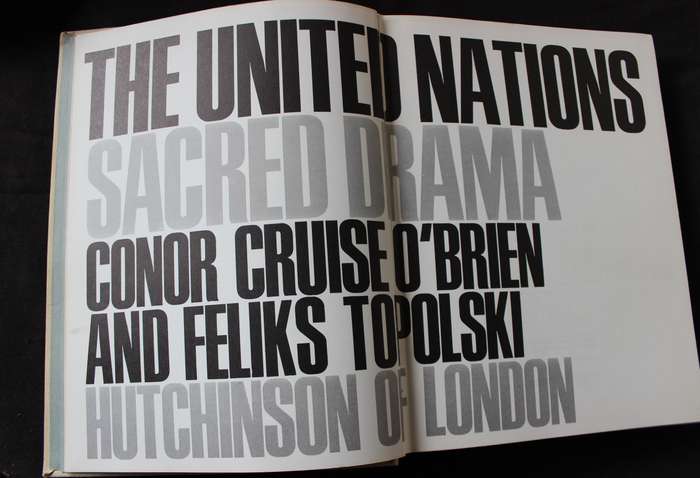 THE UNITED NATIONS
SACRED DRAMA
CONOR CRUISE O'BRIEN
AND FELIKS TOPOLSKI
HUTCHINSON OF LONDON